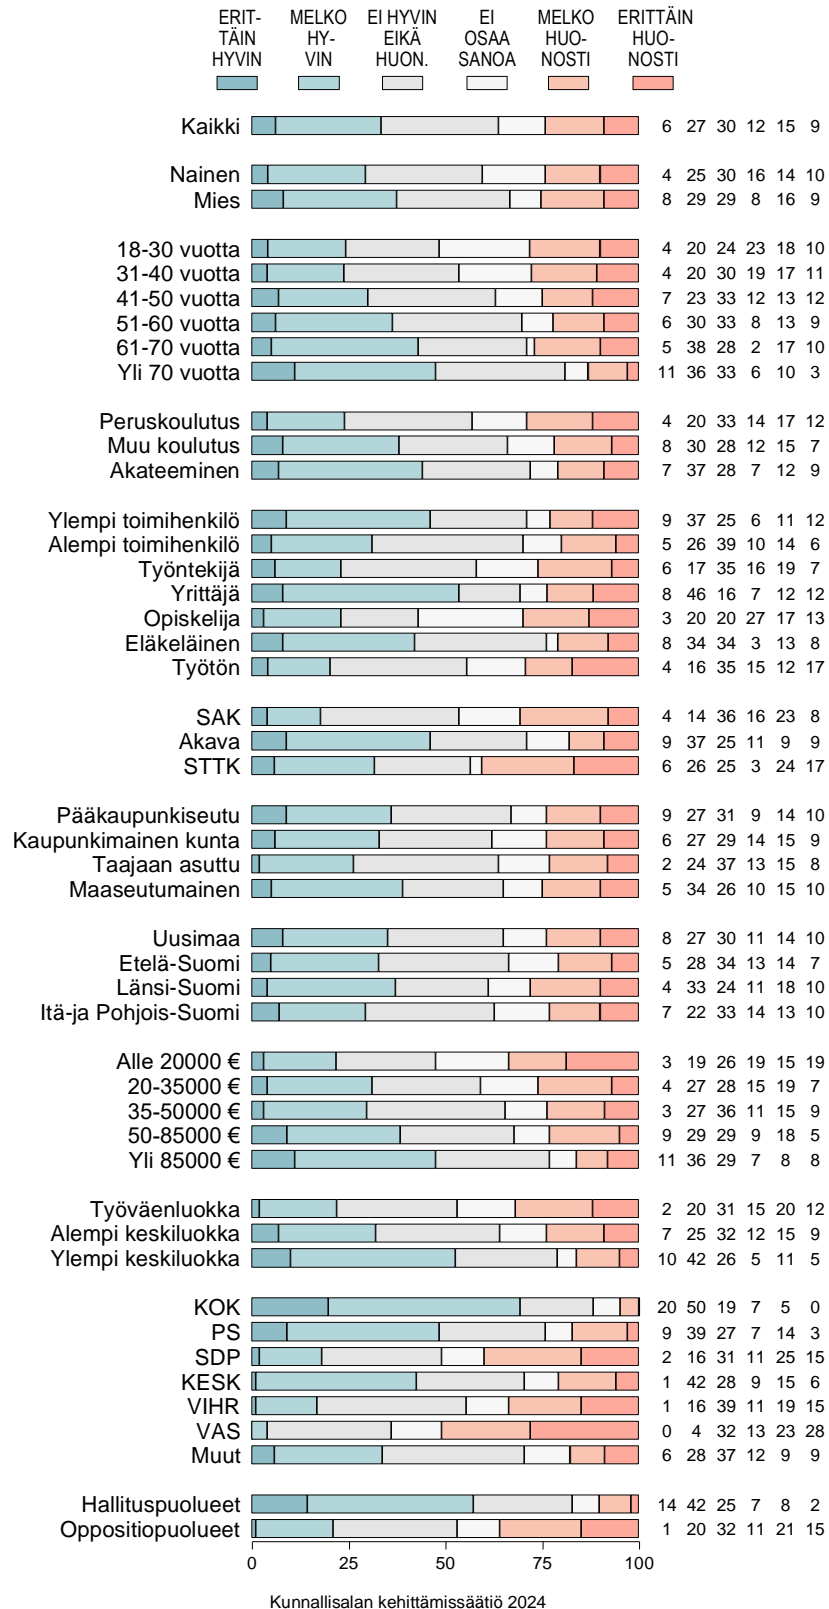 ERIT- MELKO EI HYVIN EI MELKO ERITTÄIN
TÄIN HY- EIKÄ OSAA HUO- HUO-
HYVIN VIN HUON. SANOA NOSTI NOSTI
Kaikki 6 27 30 12 15 9
Nainen 4 25 30 16 14 10
Mies 8 29 29 8 16 9
18-30 vuotta 4 20 24 23 18 10
31-40 vuotta 4 20 30 19 17 11
41-50 vuotta 7 23 33 12 13 12
51-60 vuotta 6 30 33 8 13 9
61-70 vuotta 5 38 28 2 17 10
Yli 70 vuotta 11 36 33 6 10 3
Peruskoulutus 4 20 33 14 17 12
Muu koulutus 8 30 28 12 15 7
Akateeminen 7 37 28 7 12 9
Ylempi toimihenkilö 9 37 25 6 11 12
Alempi toimihenkilö 5 26 39 10 14 6
Työntekijä 6 17 35 16 19 7
Yrittäjä 8 46 16 7 12 12
Opiskelija 3 20 20 27 17 13
Eläkeläinen 8 34 34 3 13 8
Työtön 4 16 35 15 12 17
SAK 4 14 36 16 23 8
Akava 9 37 25 11 9 9
STTK 6 26 25 3 24 17
Pääkaupunkiseutu 9 27 31 9 14 10
Kaupunkimainen kunta 6 27 29 14 15 9
Taajaan asuttu 2 24 37 13 15 8
Maaseutumainen 5 34 26 10 15 10
Uusimaa 8 27 30 11 14 10
Etelä-Suomi 5 28 34 13 14 7
Länsi-Suomi 4 33 24 11 18 10
Itä-ja Pohjois-Suomi 7 22 33 14 13 10
Alle 20000 € 3 19 26 19 15 19
20-35000 € 4 27 28 15 19 7
35-50000 € 3 27 36 11 15 9
50-85000 € 9 29 29 9 18 5
Yli 85000 € 11 36 29 7 8 8
Työväenluokka 2 20 31 15 20 12
Alempi keskiluokka 7 25 32 12 15 9
Ylempi keskiluokka 10 42 26 5 11 5
KOK 20 50 19 7 5 0
PS 9 39 27 7 14 3
SDP 2 16 31 11 25 15
KESK 1 42 28 9 15 6
VIHR 1 16 39 11 19 15
VAS 0 4 32 13 23 28
Muut 6 28 37 12 9 9
Hallituspuolueet 14 42 25 7 8 2
Oppositiopuolueet 1 20 32 11 21 15
0 25 50 75 100
Kunnallisalan kehittämissäätiö 2024